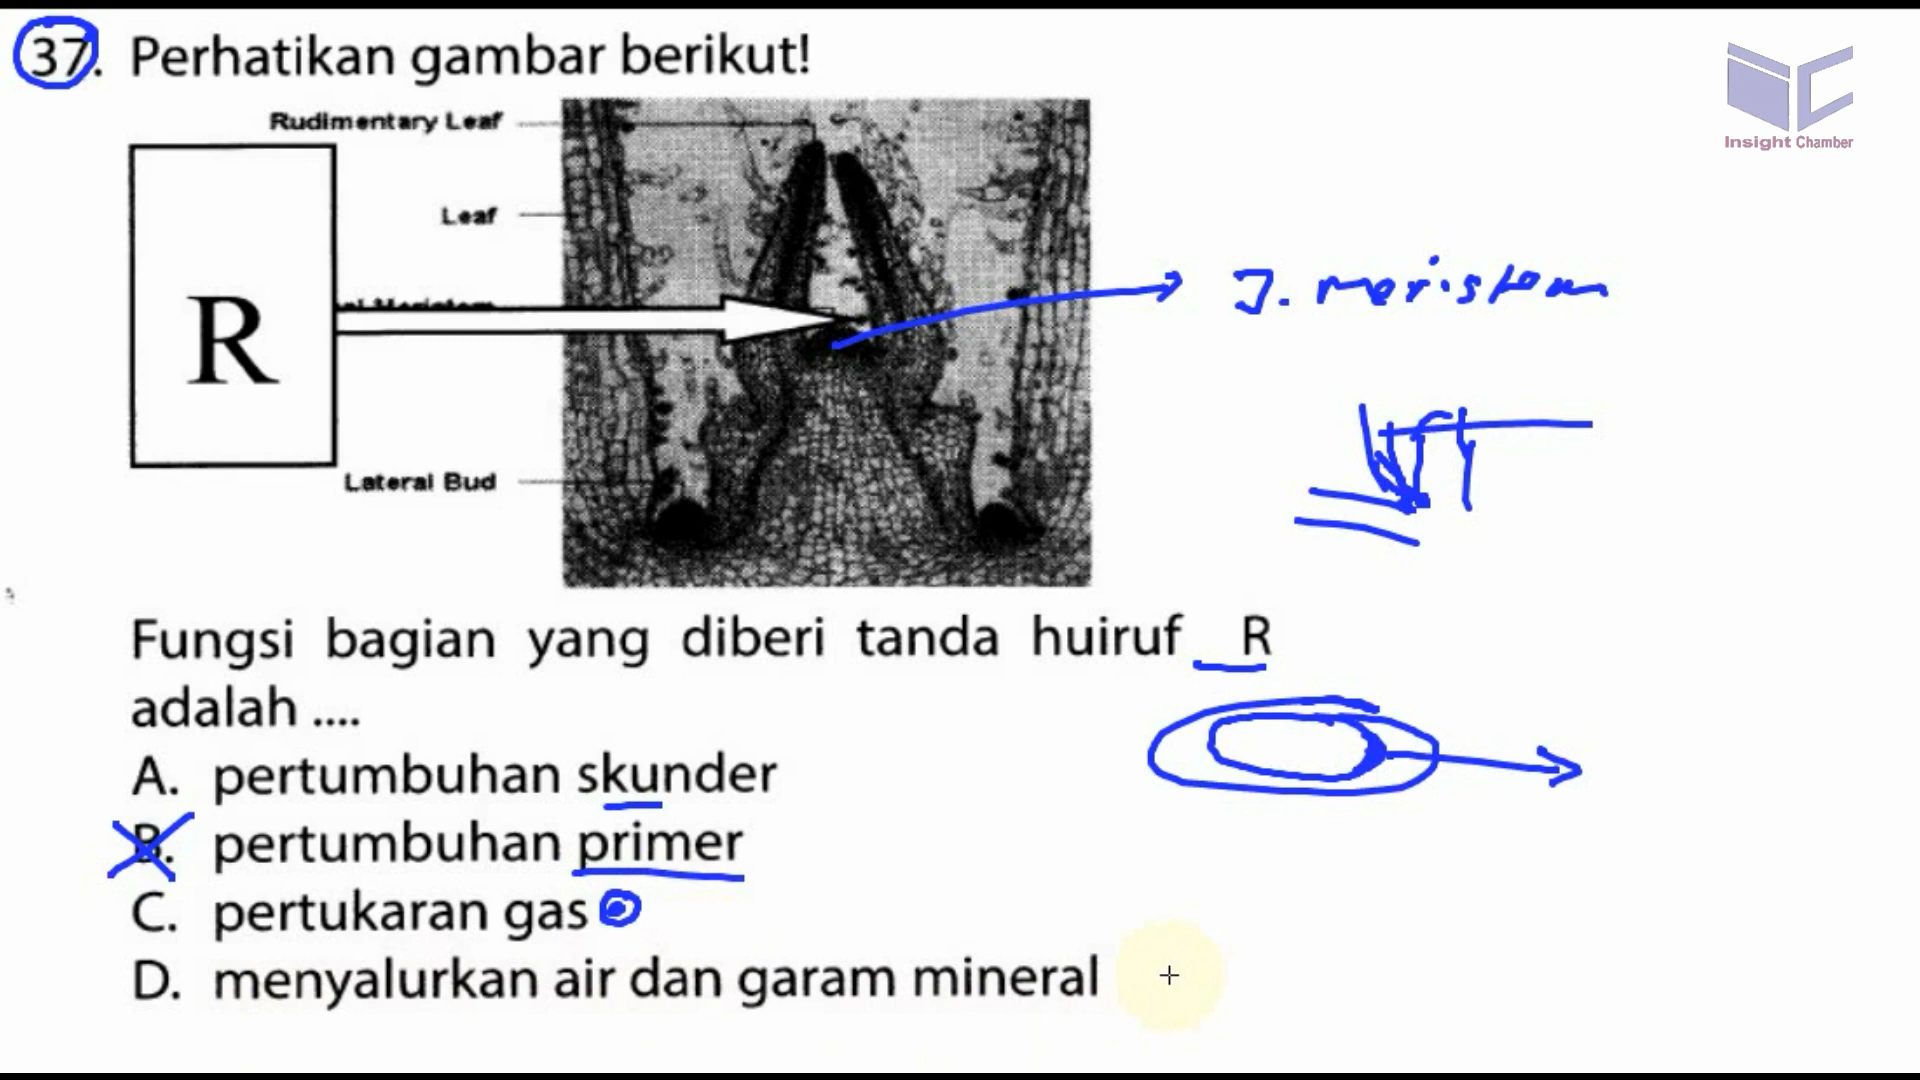 37. Perhatikan gambar berikut!
Insight Chamber
Rudimentary Leaf
Leaf
R
J. meristem
Lateral Bud
Fungsi bagian yang diberi tanda huiruf R
adalah ....
A. pertumbuhan skunder
B. pertumbuhan primer
C. pertukaran gas
D. menyalurkan air dan garam mineral